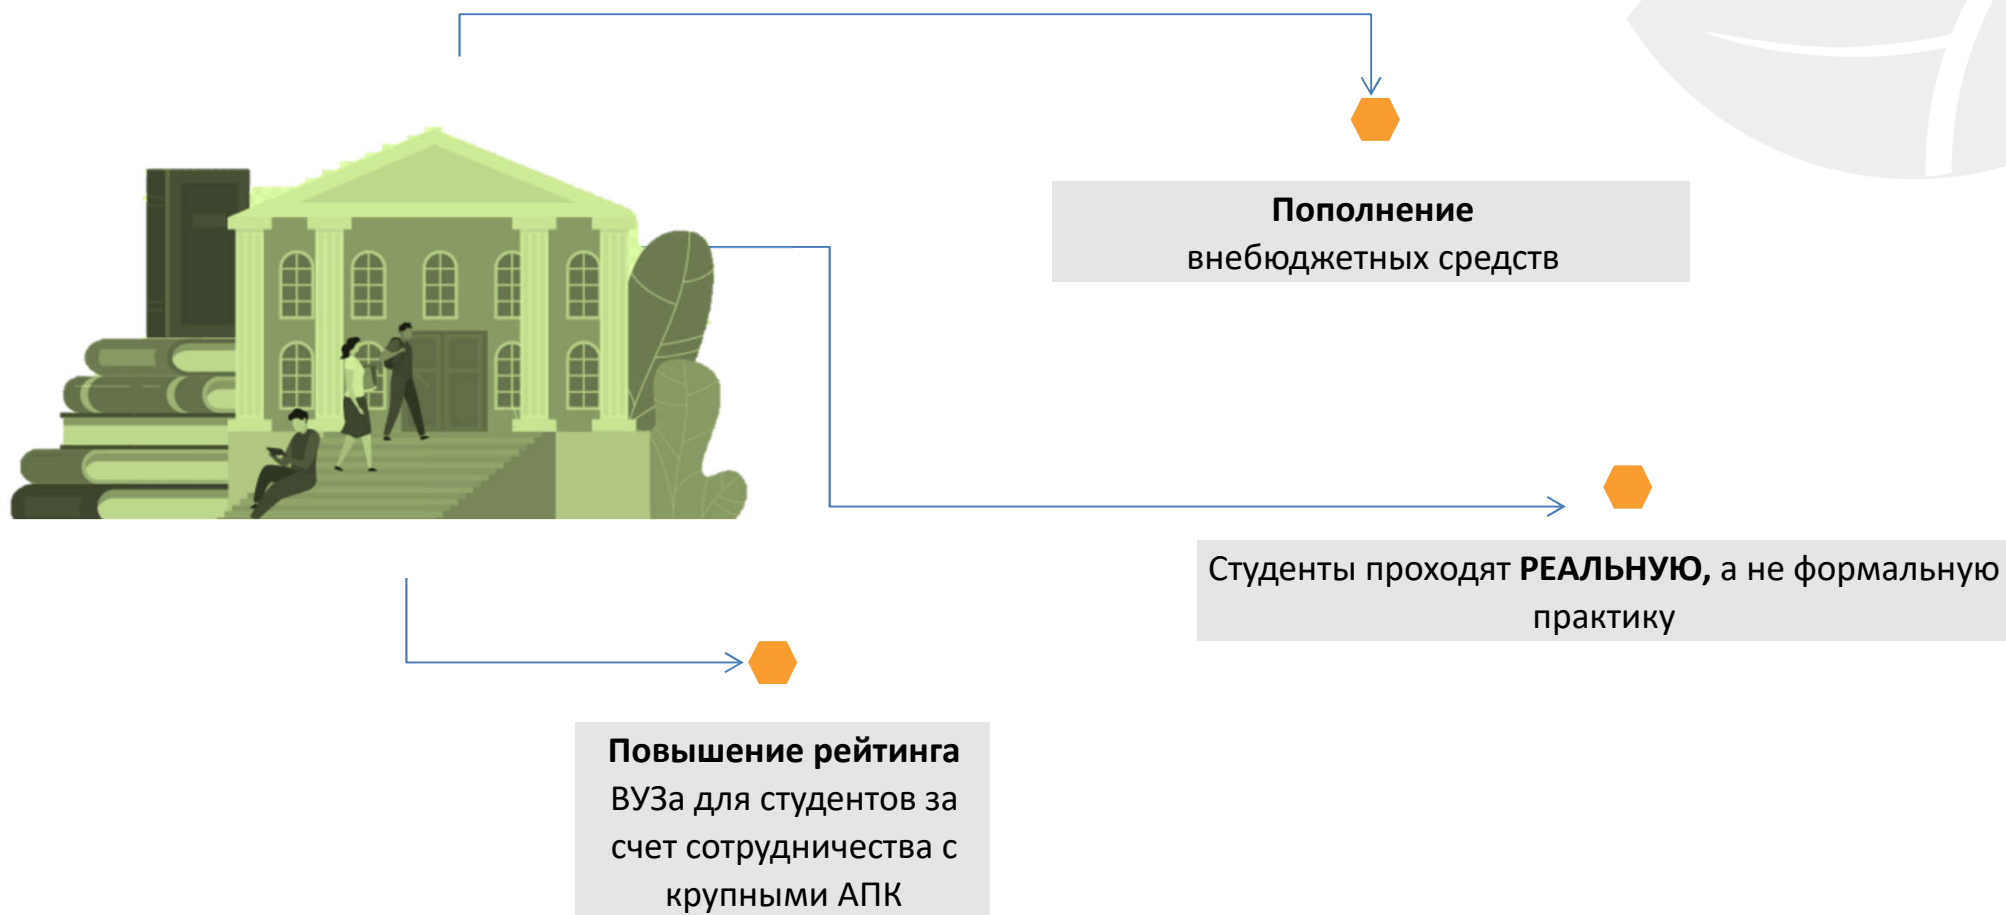 Пополнение
внебюджетных средств
Студенты проходят РЕАЛЬНУЮ, а не формальную
практику
Повышение рейтинга
ВУЗа для студентов за
счет сотрудничества с
крупными АПК